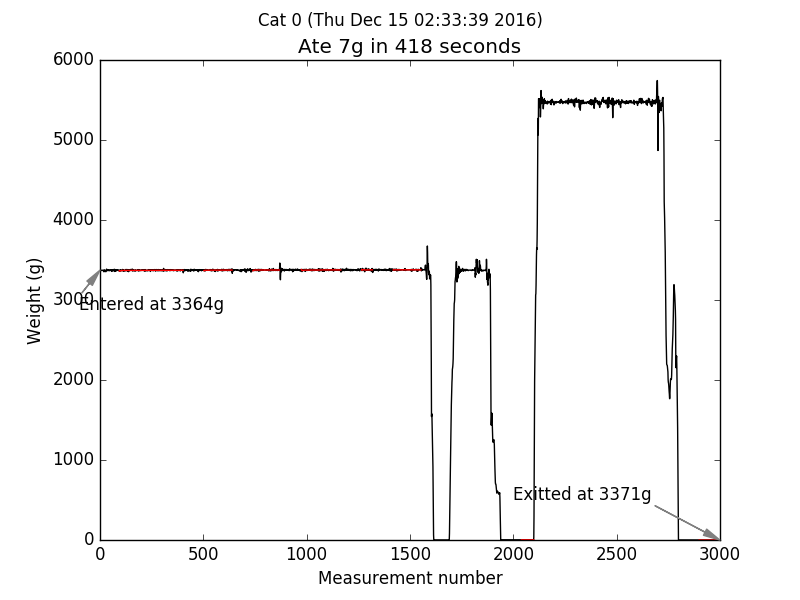 Cat 0 (Thu Dec 15 02:33:39 2016)
Ate 7g in 418 seconds
6000
5000
4000
3000
2000
1000
0
Weight (g)
Entered at 3364g
Exitted at 3371g
0 500 1000 1500 2000 2500 3000
Measurement number